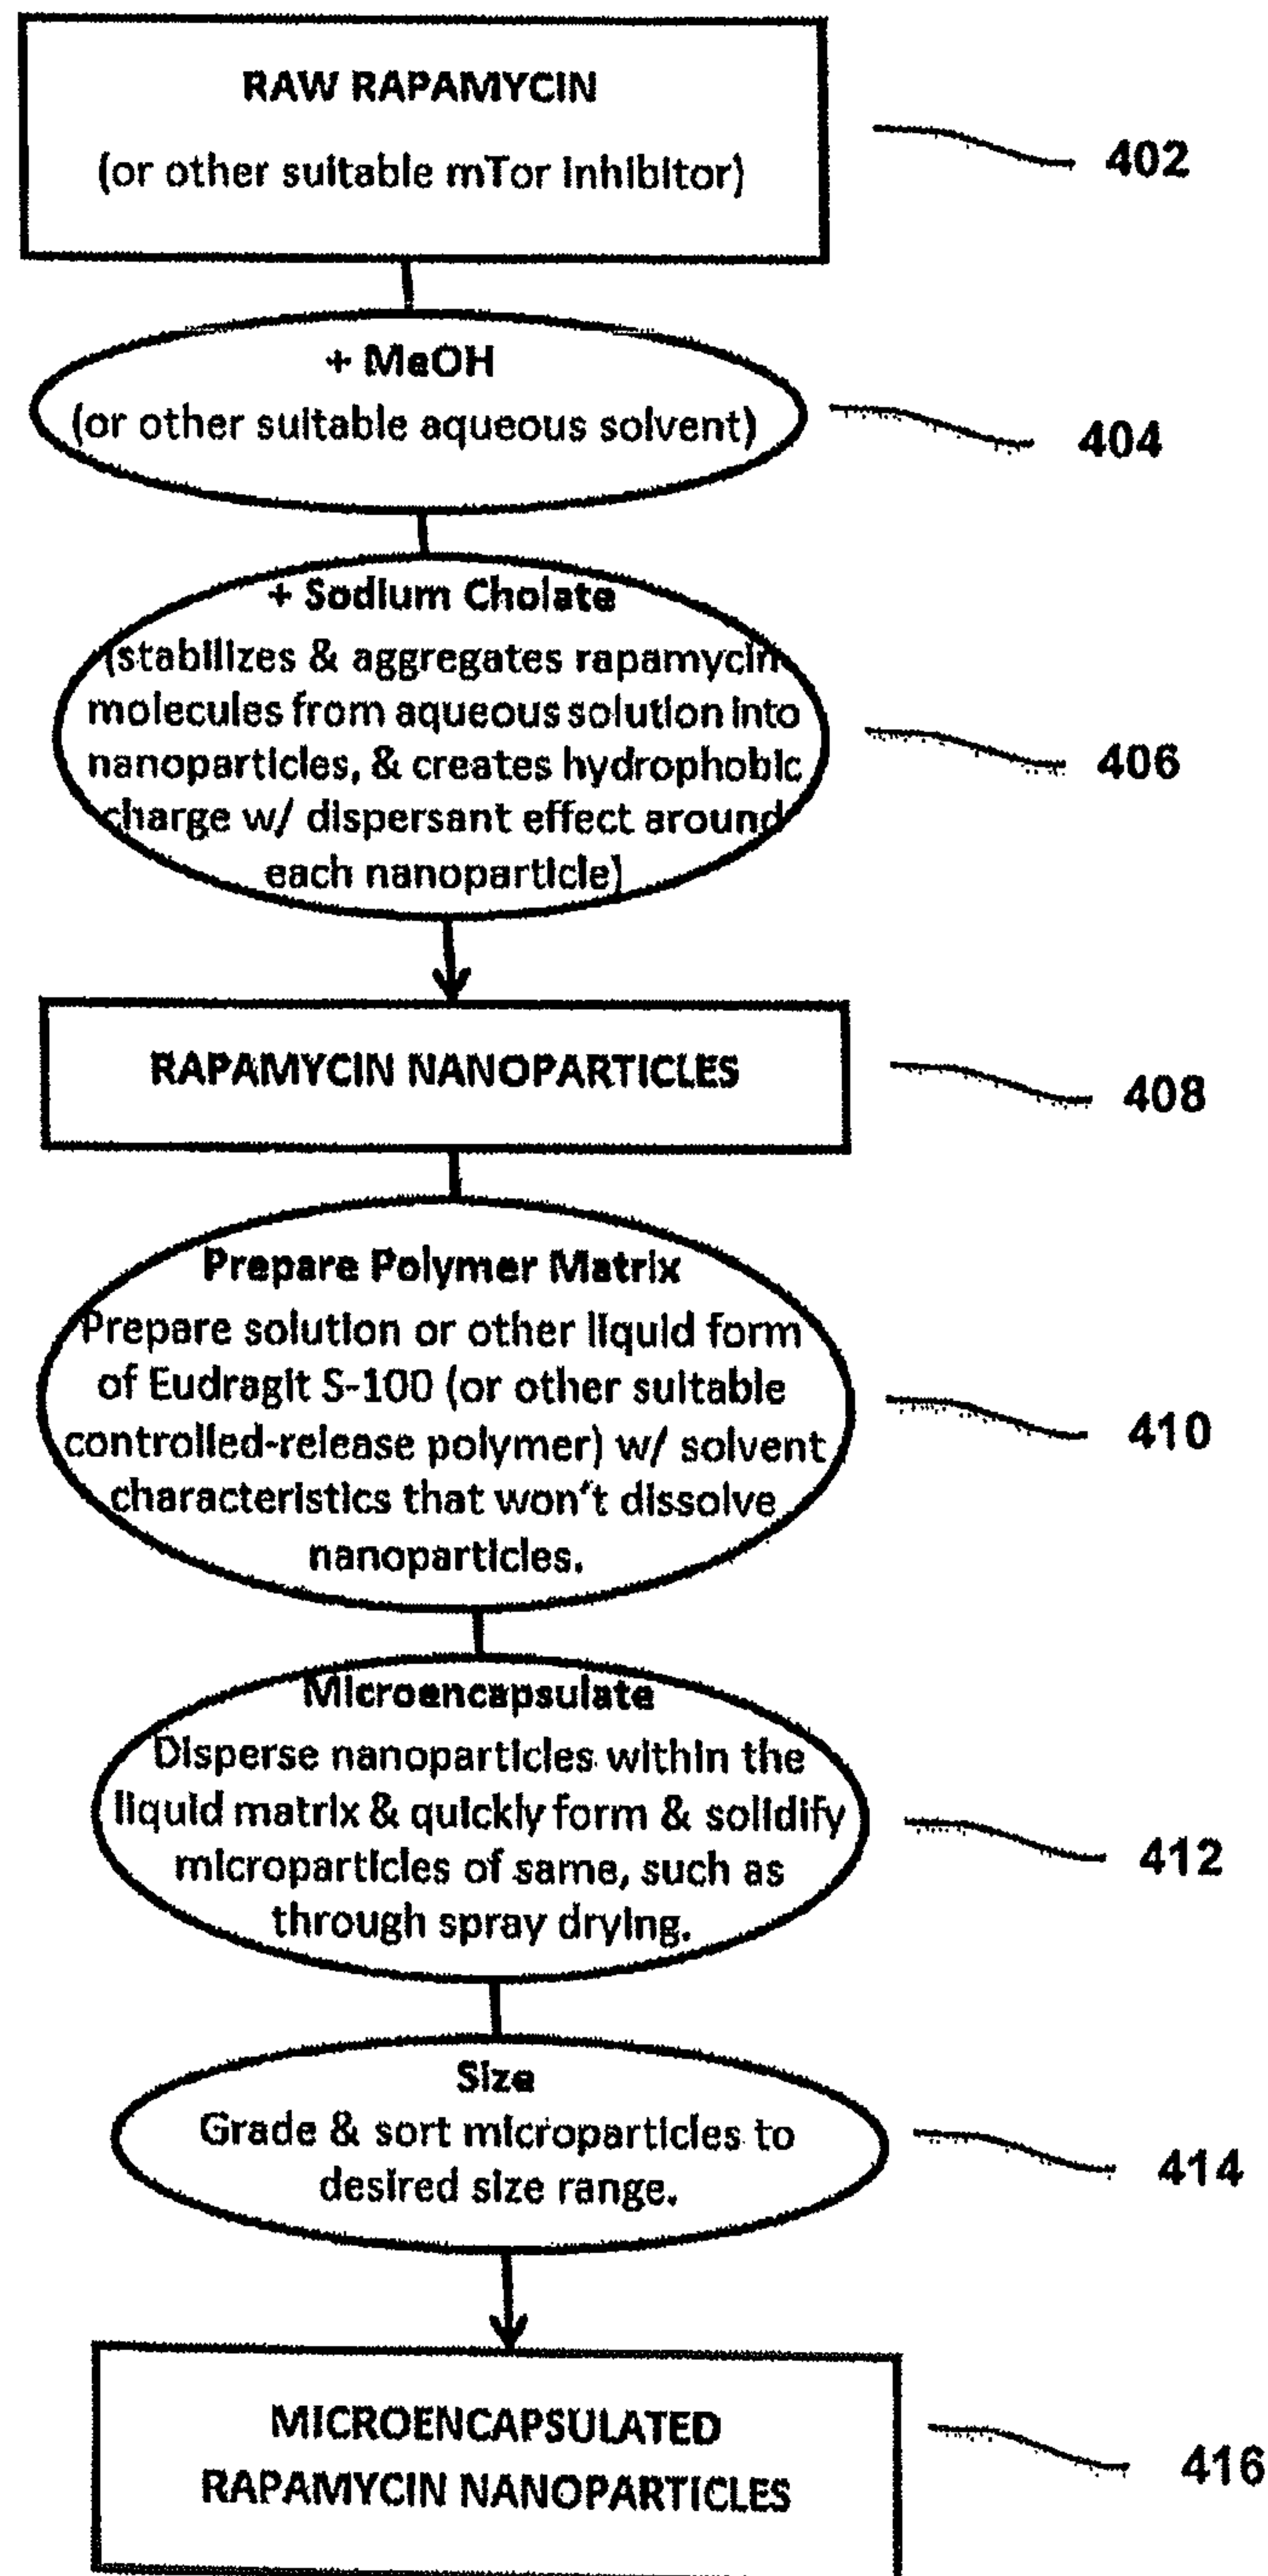 RAW RAPAMYCIN
(or other suitable mTor inhibitor)
402
+ MeOH
(or other suitable aqueous solvent)
404
+ Sodium Cholate
(stabilizes & aggregates rapamycin
molecules from aqueous solution into
nanoparticles, & creates hydrophobic
charge w/ dispersant effect around
each nanoparticle)
406
RAPAMYCIN NANOPARTICLES
408
Prepare Polymer Matrix
Prepare solution or other liquid form
of Eudragit S-100 (or other suitable
controlled-release polymer) w/ solvent
characteristics that won't dissolve
nanoparticles.
410
Microencapsulate
Disperse nanoparticles within the
liquid matrix & quickly form & solidify
microparticles of same, such as
through spray drying.
412
Size
Grade & sort microparticles to
desired size range.
414
MICROENCAPSULATED
RAPAMYCIN NANOPARTICLES
416